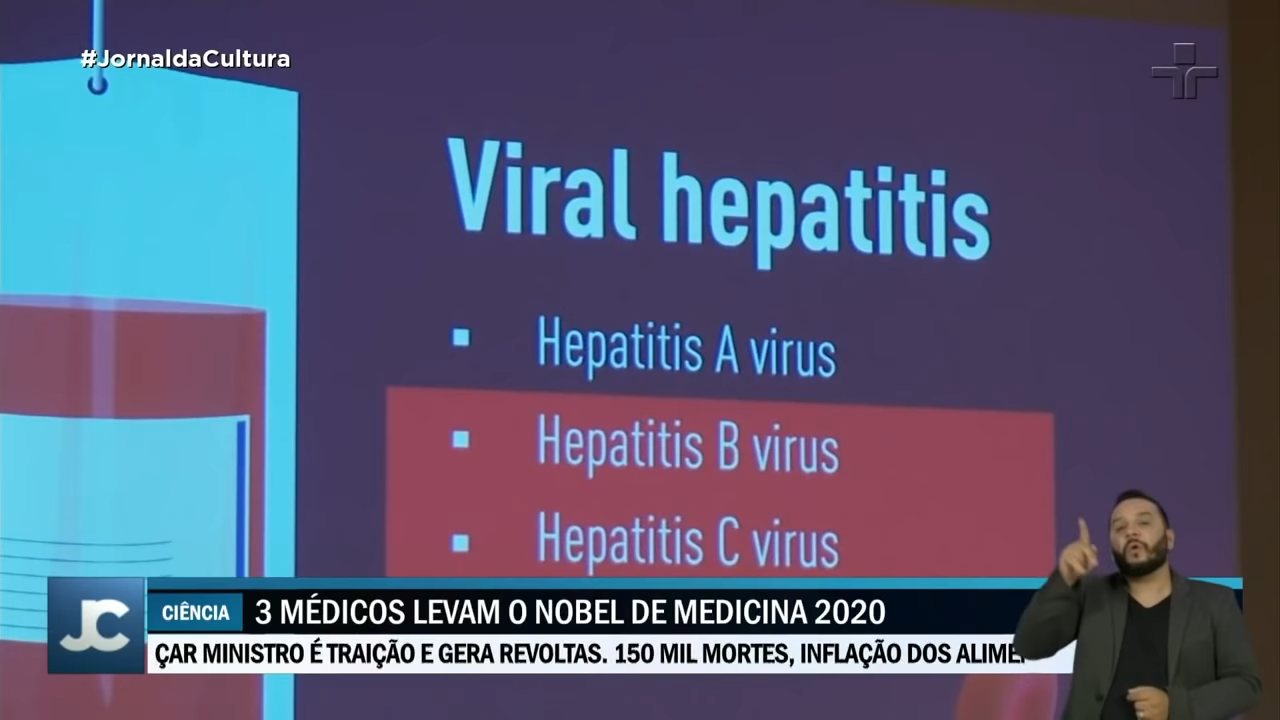 #JornaldaCultura
Viral hepatitis
▪ Hepatitis A virus
▪ Hepatitis B virus
▪ Hepatitis C virus
JC
CIÊNCIA 3 MÉDICOS LEVAM O NOBEL DE MEDICINA 2020
ÇAR MINISTRO É TRAIÇÃO E GERA REVOLTAS. 150 MIL MORTES, INFLAÇÃO DOS